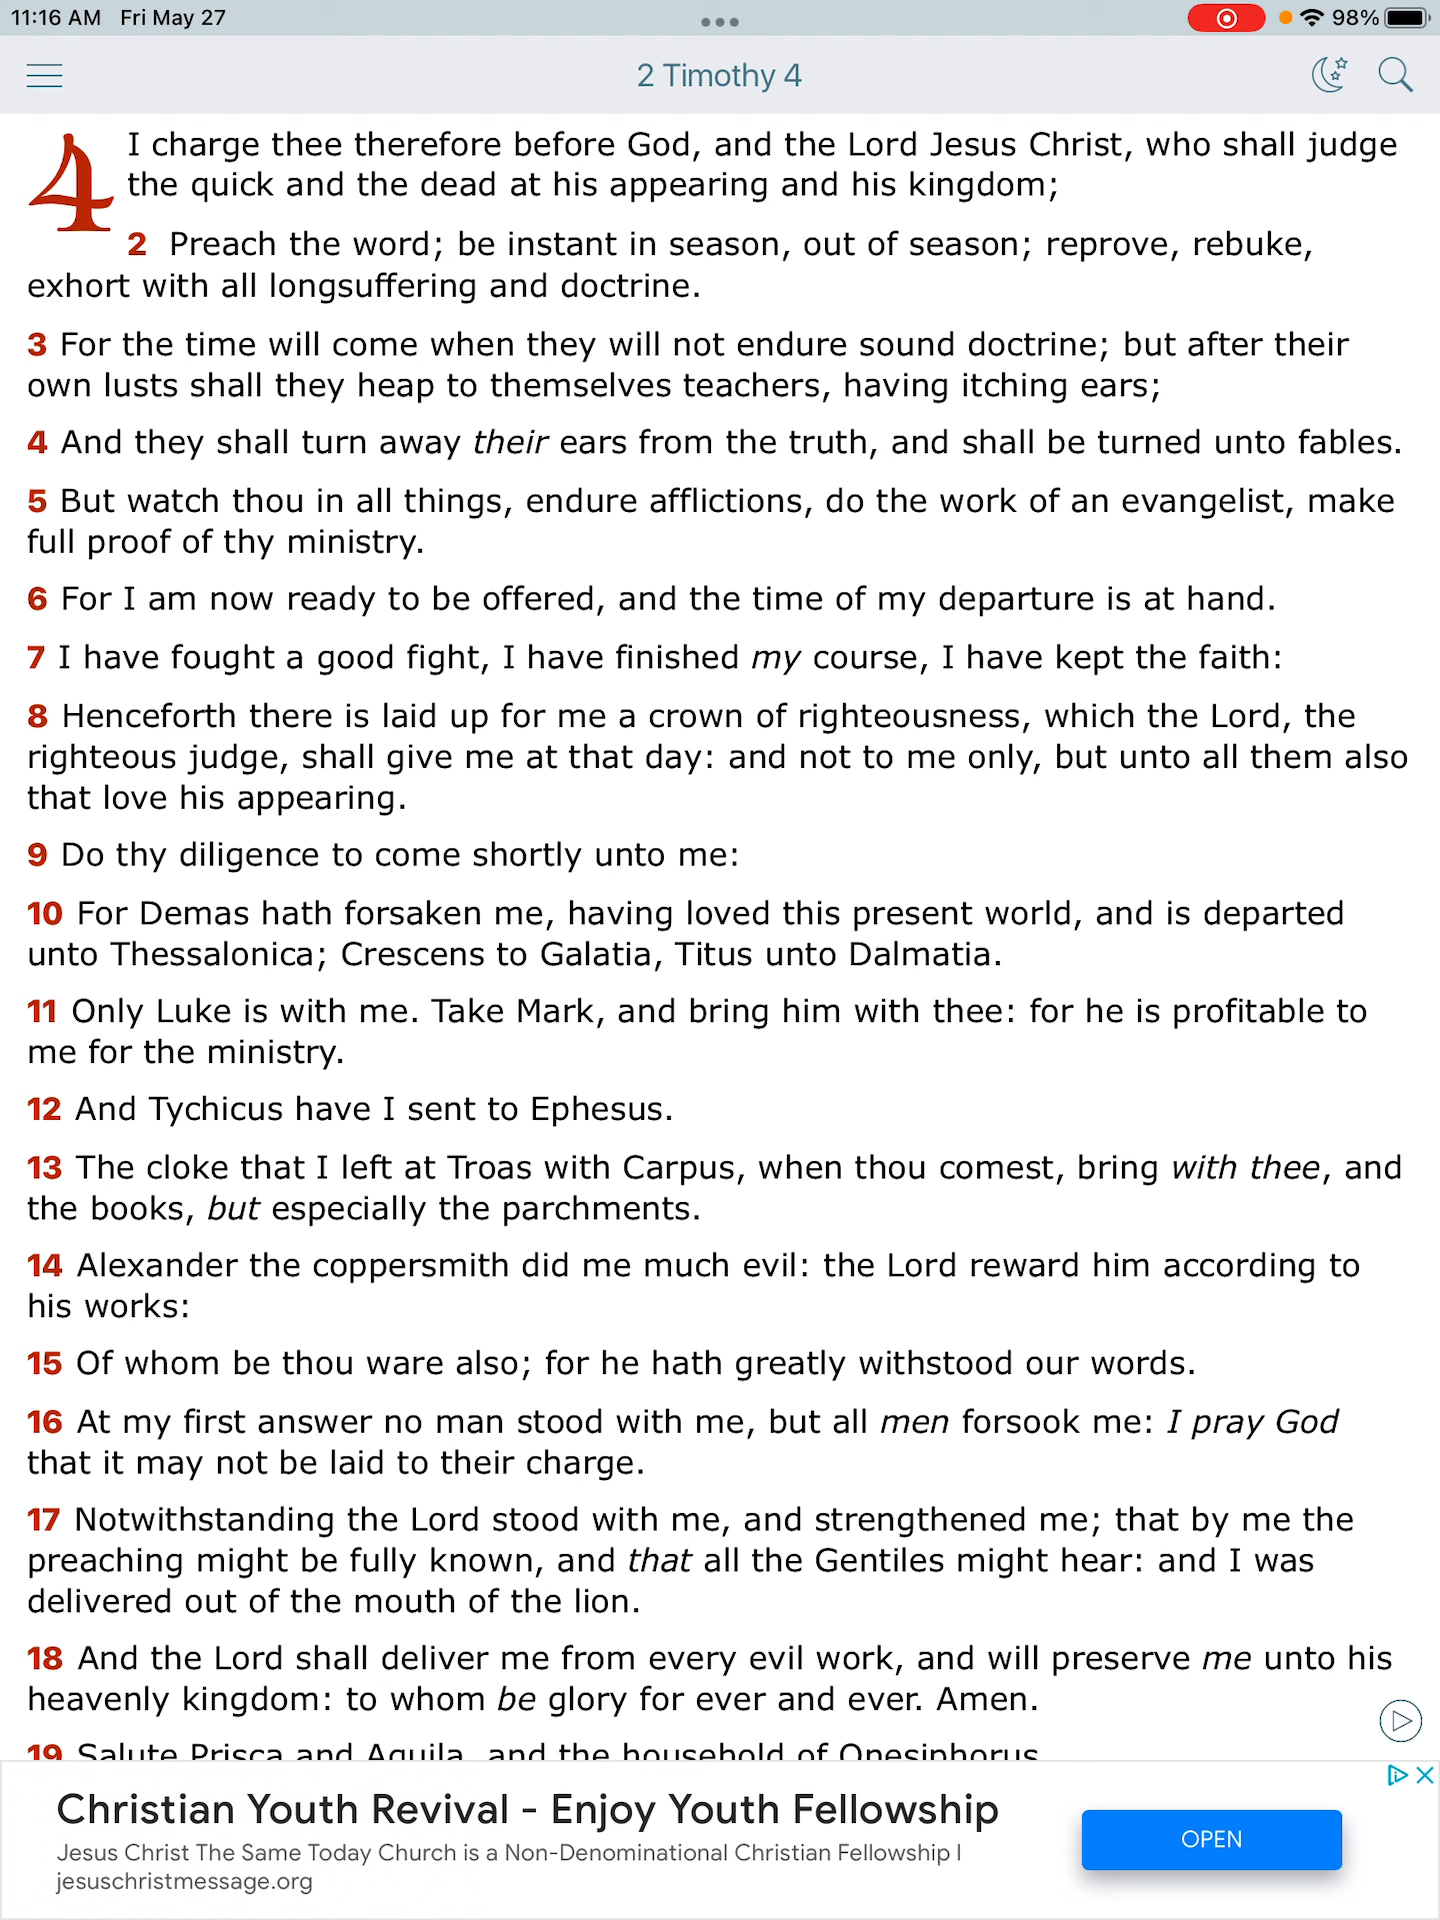 11:16 AM Fri May 27
98%
2 Timothy 4
4 I charge thee therefore before God, and the Lord Jesus Christ, who shall judge
the quick and the dead at his appearing and his kingdom;
2 Preach the word; be instant in season, out of season; reprove, rebuke,
exhort with all longsuffering and doctrine.
3 For the time will come when they will not endure sound doctrine; but after their
own lusts shall they heap to themselves teachers, having itching ears;
4 And they shall turn away their ears from the truth, and shall be turned unto fables.
5 But watch thou in all things, endure afflictions, do the work of an evangelist, make
full proof of thy ministry.
6 For I am now ready to be offered, and the time of my departure is at hand.
7 I have fought a good fight, I have finished my course, I have kept the faith:
8 Henceforth there is laid up for me a crown of righteousness, which the Lord, the
righteous judge, shall give me at that day: and not to me only, but unto all them also
that love his appearing.
9 Do thy diligence to come shortly unto me:
10 For Demas hath forsaken me, having loved this present world, and is departed
unto Thessalonica; Crescens to Galatia, Titus unto Dalmatia.
11 Only Luke is with me. Take Mark, and bring him with thee: for he is profitable to
me for the ministry.
12 And Tychicus have I sent to Ephesus.
13 The cloke that I left at Troas with Carpus, when thou comest, bring with thee, and
the books, but especially the parchments.
14 Alexander the coppersmith did me much evil: the Lord reward him according to
his works:
15 Of whom be thou ware also; for he hath greatly withstood our words.
16 At my first answer no man stood with me, but all men forsook me: I pray God
that it may not be laid to their charge.
17 Notwithstanding the Lord stood with me, and strengthened me; that by me the
preaching might be fully known, and that all the Gentiles might hear: and I was
delivered out of the mouth of the lion.
18 And the Lord shall deliver me from every evil work, and will preserve me unto his
heavenly kingdom: to whom be glory for ever and ever. Amen.
19 Salute Prisca and Aquila, and the household of Onesiphorus.
Christian Youth Revival - Enjoy Youth Fellowship
Jesus Christ The Same Today Church is a Non-Denominational Christian Fellowship |
jesuschristmessage.org
OPEN